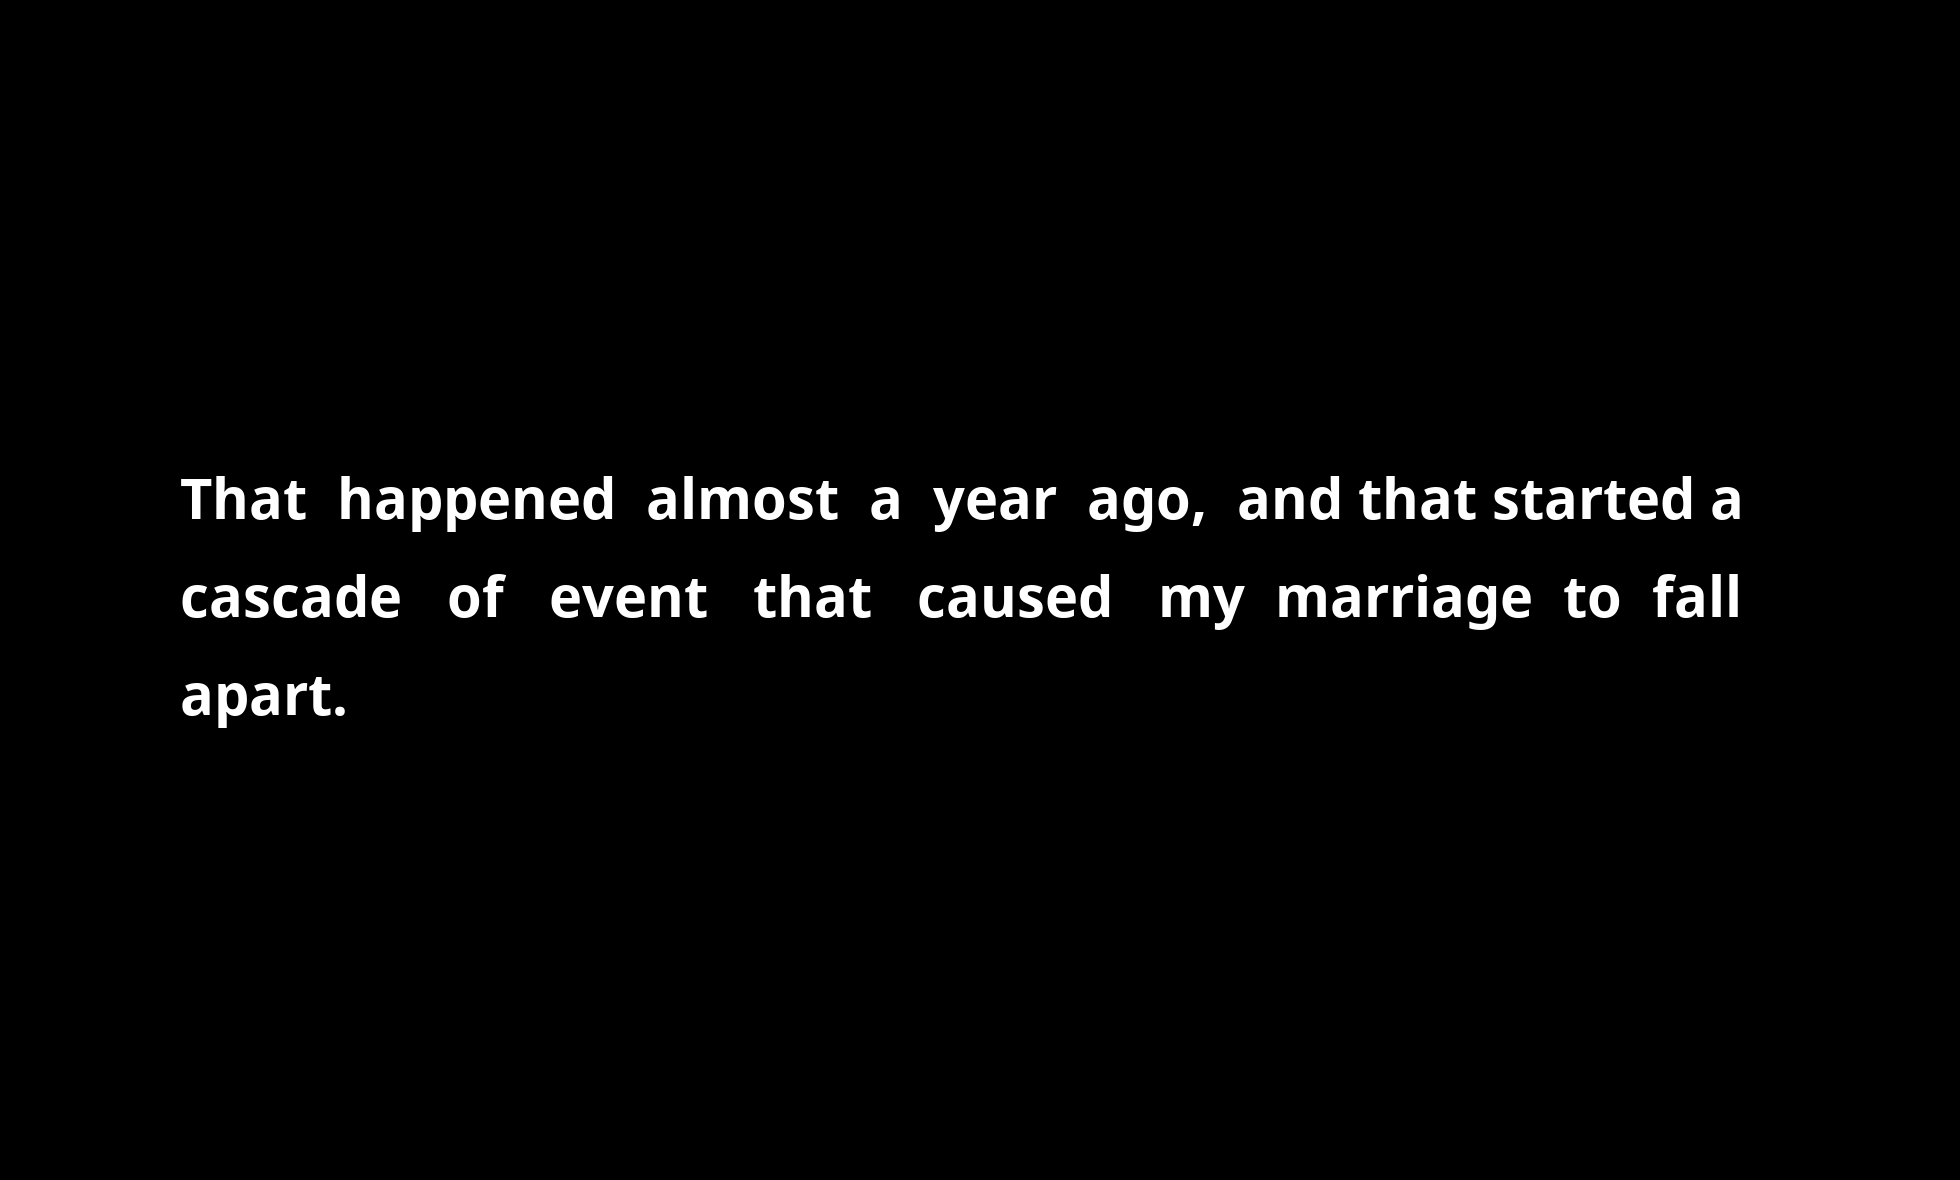 That happened almost a year ago, and that started a
cascade of event that caused my marriage to fall
apart.